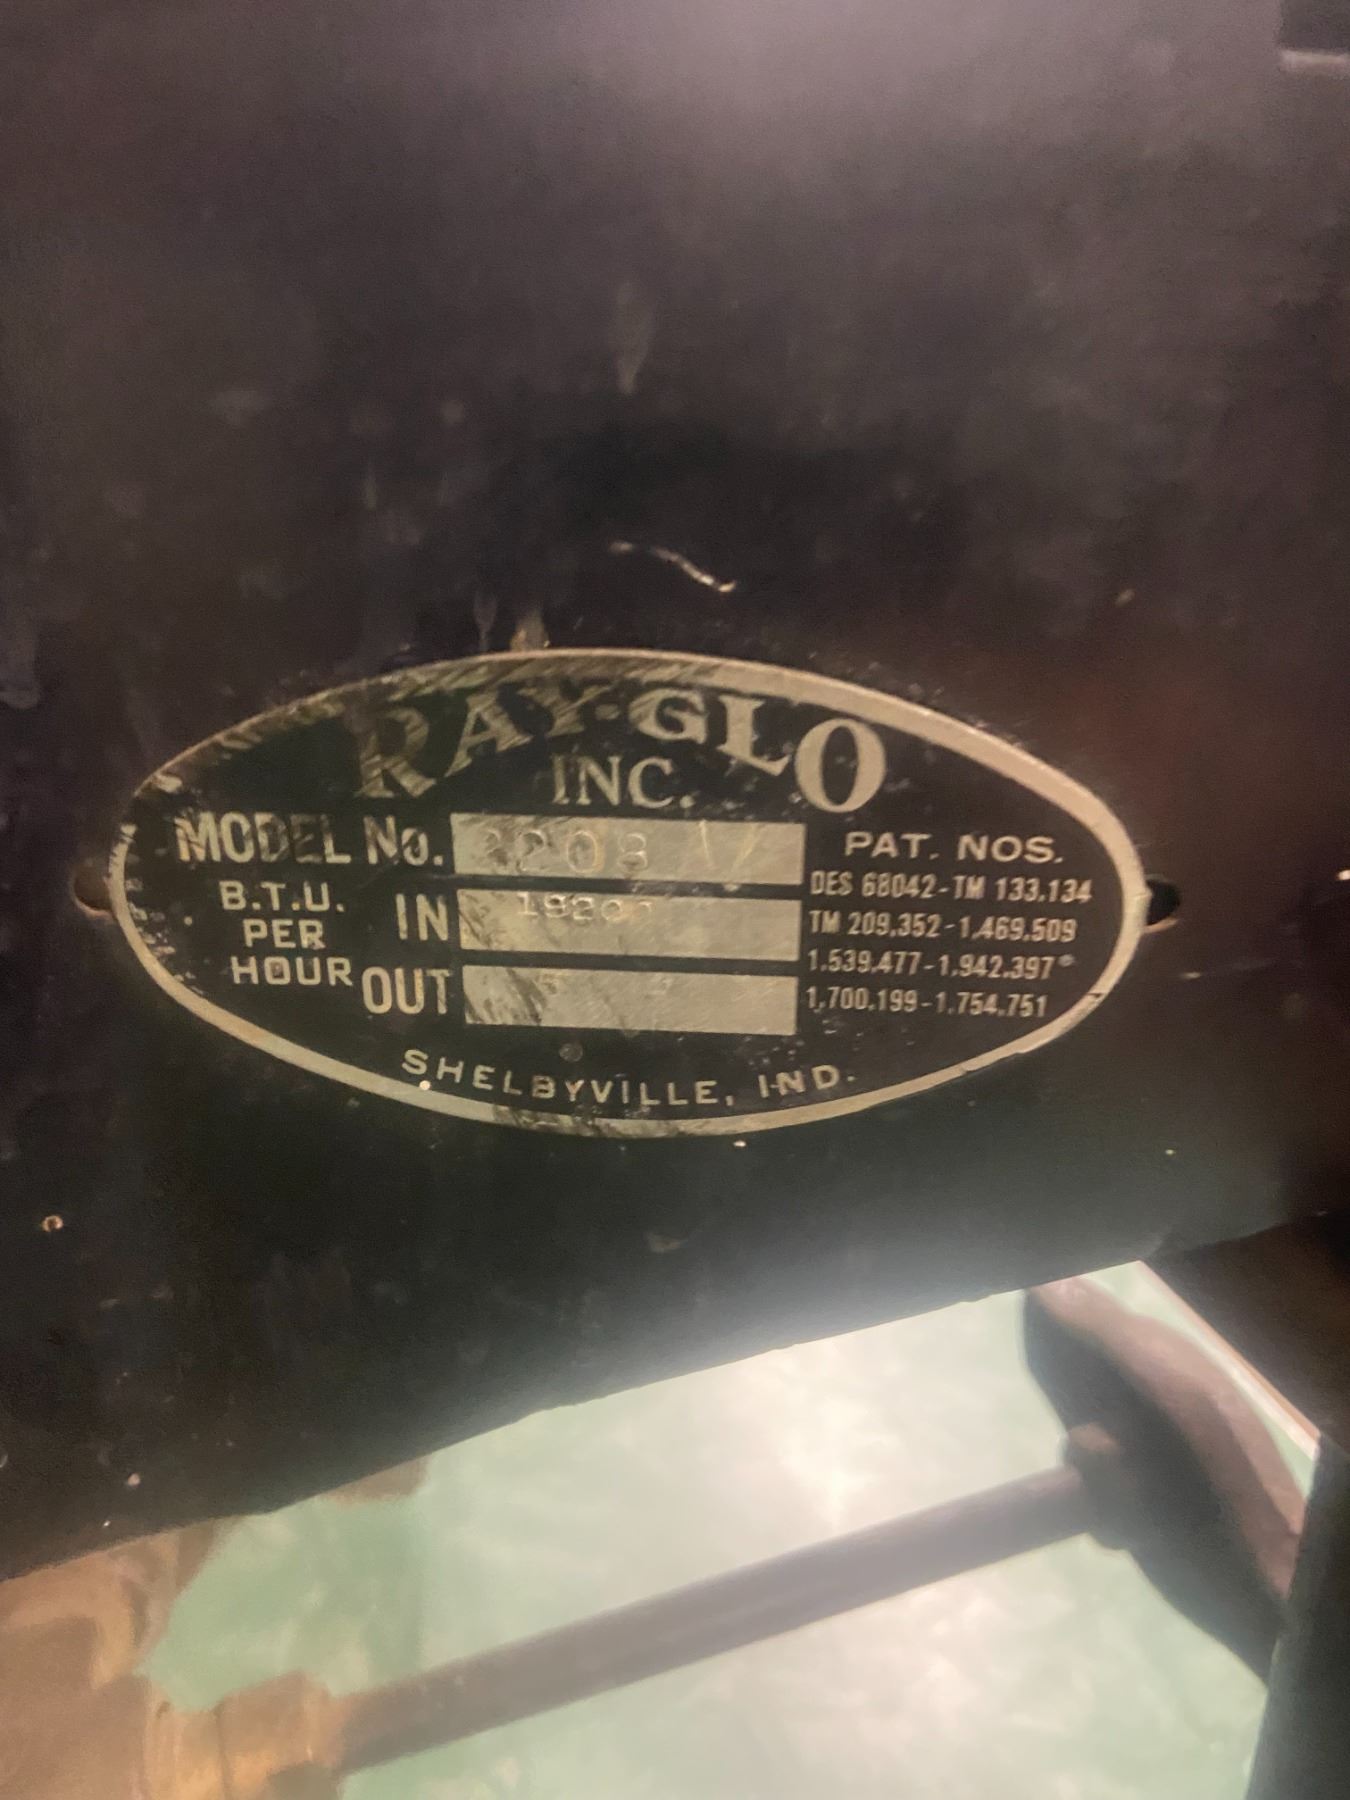 RAY-GLO
INC.
MODEL No.
B.T.U. PER HOUR
IN 19200
OUT
PAT. NOS.
DES 68042-TM 133,134
TM 209,352-1,469,509
1,539,477-1,942,397
1,700,199-1,754,751
SHELBYVILLE, IND.